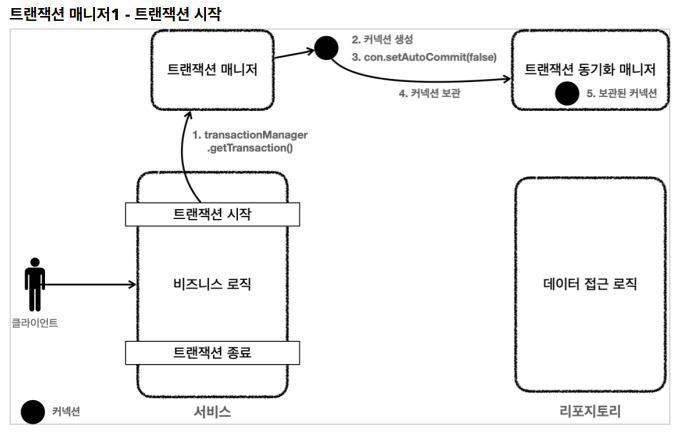 트랜잭션 매니저1 - 트랜잭션 시작
트랜잭션 매니저
2. 커넥션 생성
3. con.setAutoCommit(false)
4. 커넥션 보관
트랜잭션 동기화 매니저
5. 보관된 커넥션
1. transactionManager
.getTransaction()
트랜잭션 시작
비즈니스 로직
데이터 접근 로직
클라이언트
트랜잭션 종료
커넥션
서비스
리포지토리